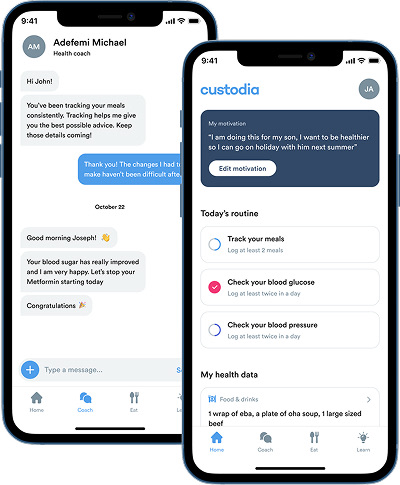 9:41
AM
Adefemi Michael
Health coach
Hi John!
You've been tracking your meals
consistently. Tracking helps me give
you the best possible advice. Keep
those details coming!
Thank you! The changes I had to
make haven't been difficult afte
October 22
Good morning Joseph! 👋
Your blood sugar has really improved
and I am very happy. Let's stop your
Metformin starting today
Congratulations 🎉
Type a message...
Home
Coach
Eat
9:41
custodia
JA
My motivation
"I am doing this for my son, I want to be healthier
so I can go on holiday with him next summer"
Edit motivation
Today's routine
Track your meals
Log at least 2 meals
Check your blood glucose
Log at least twice in a day
Check your blood pressure
Log at least twice in a day
My health data
Food & drinks
1 wrap of eba, a plate of oha soup, 1 large sized
beef
Home
Coach
Eat
Learn